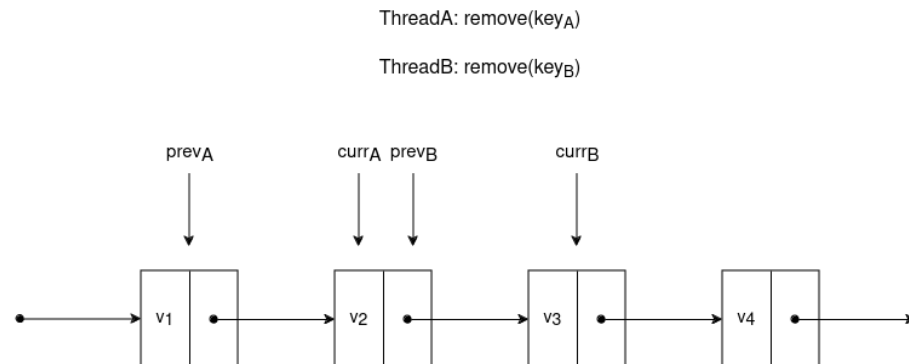 ThreadA: remove(keyA)
ThreadB: remove(keyB)
prevA currA prevB currB
v1 v2 v3 v4